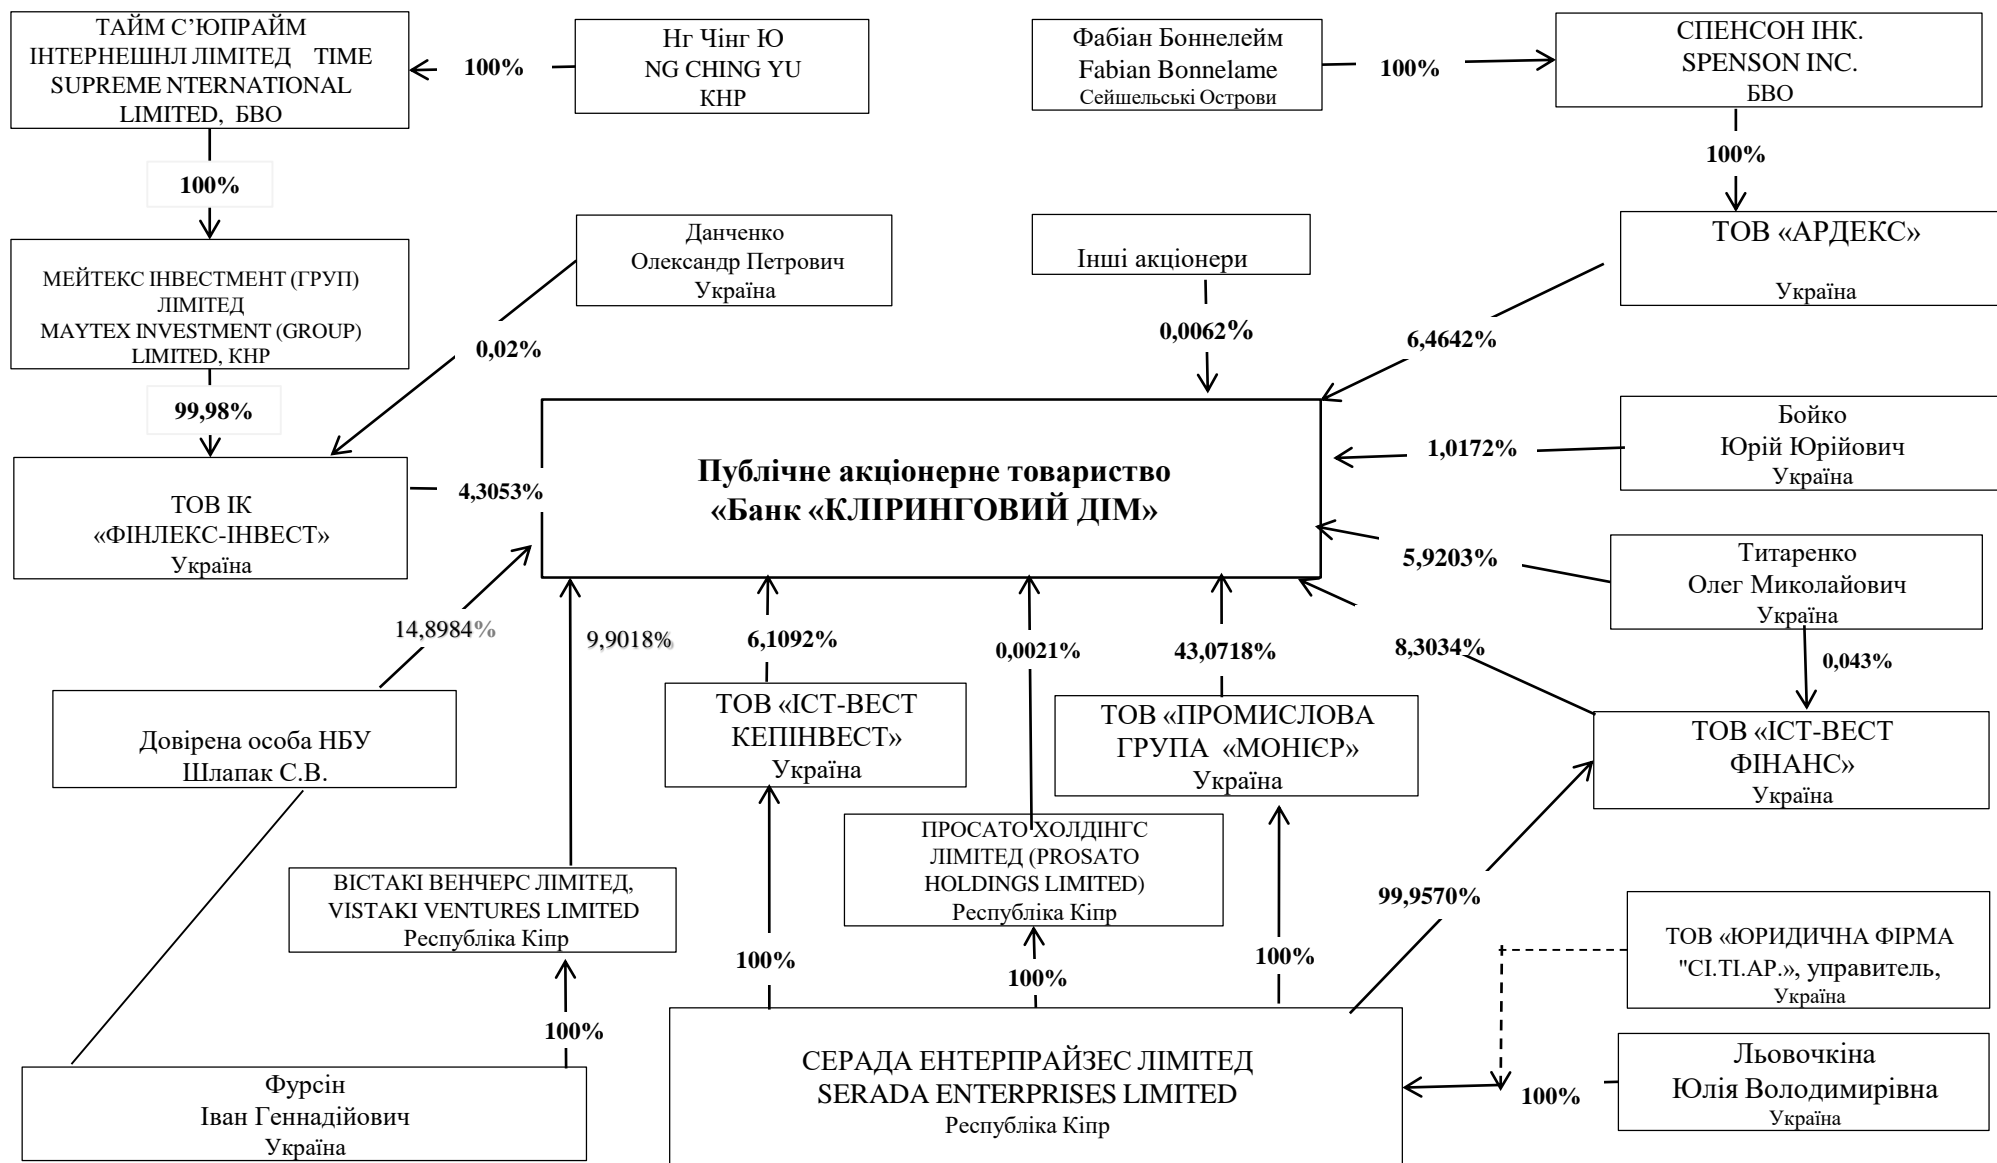 ТАЙМ С’ЮПРАЙМ
ІНТЕРНЕШНЛ ЛІМІТЕД TIME
SUPREME NTERNATIONAL
LIMITED, БВО
100%
Нг Чінг Ю
NG CHING YU
КНР
Фабіан Боннелейм
Fabian Bonnelame
Сейшельські Острови
100%
СПЕНСОН ІНК.
SPENSON INC.
БВО
100%
100%
МЕЙТЕКС ІНВЕСТМЕНТ (ГРУП)
ЛІМІТЕД
MAYTEX INVESTMENT (GROUP)
LIMITED, КНР
Данченко
Олександр Петрович
Україна
Інші акціонери
ТОВ «АРДЕКС»
Україна
0,02%
0,0062%
6,4642%
99,98%
Бойко
Юрій Юрійович
Україна
1,0172%
ТОВ ІК
«ФІНЛЕКС-ІНВЕСТ»
Україна
4,3053%
Публічне акціонерне товариство
«Банк «КЛІРИНГОВИЙ ДІМ»
5,9203%
Титаренко
Олег Миколайович
Україна
14,8984%
9,9018%
6,1092%
0,0021%
43,0718%
8,3034%
0,043%
Довірена особа НБУ
Шлапак С.В.
ТОВ «ІСТ-ВЕСТ
КЕПІНВЕСТ»
Україна
ТОВ «ПРОМИСЛОВА
ГРУПА «МОНІЄР»
Україна
ТОВ «ІСТ-ВЕСТ
ФІНАНС»
Україна
ВІСТАКІ ВЕНЧЕРС ЛІМІТЕД,
VISTAKI VENTURES LIMITED
Республіка Кіпр
ПРОСАТО ХОЛДІНГС
ЛІМІТЕД (PROSATO
HOLDINGS LIMITED)
Республіка Кіпр
99,9570%
100%
100%
100%
100%
ТОВ «ЮРИДИЧНА ФІРМА
"СІ.ТІ.АР.», управитель,
Україна
Фурсін
Іван Геннадійович
Україна
СЕРАДА ЕНТЕРПРАЙЗЕС ЛІМІТЕД
SERADA ENTERPRISES LIMITED
Республіка Кіпр
100%
Льовочкіна
Юлія Володимирівна
Україна